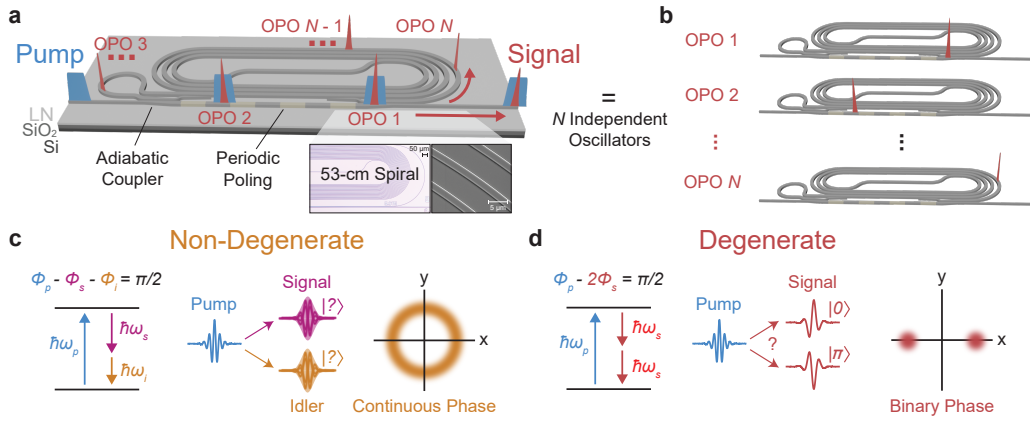 a
OPO 3
OPO N - 1
OPO N
Pump
Signal
LN
SiO2
Si
OPO 2
OPO 1
Adiabatic
Coupler
Periodic
Poling
53-cm Spiral
50 μm
5 μm
=
N Independent
Oscillators
b
OPO 1
OPO 2
OPO N
c
Non-Degenerate
ϕp - ϕs - ϕi = π/2
ħωp
ħωs
ħωi
Pump
Signal
|?⟩
|?⟩
Idler
y
x
Continuous Phase
d
Degenerate
ϕp - 2ϕs = π/2
ħωp
ħωs
ħωs
Pump
Signal
|0⟩
?
|π⟩
y
x
Binary Phase